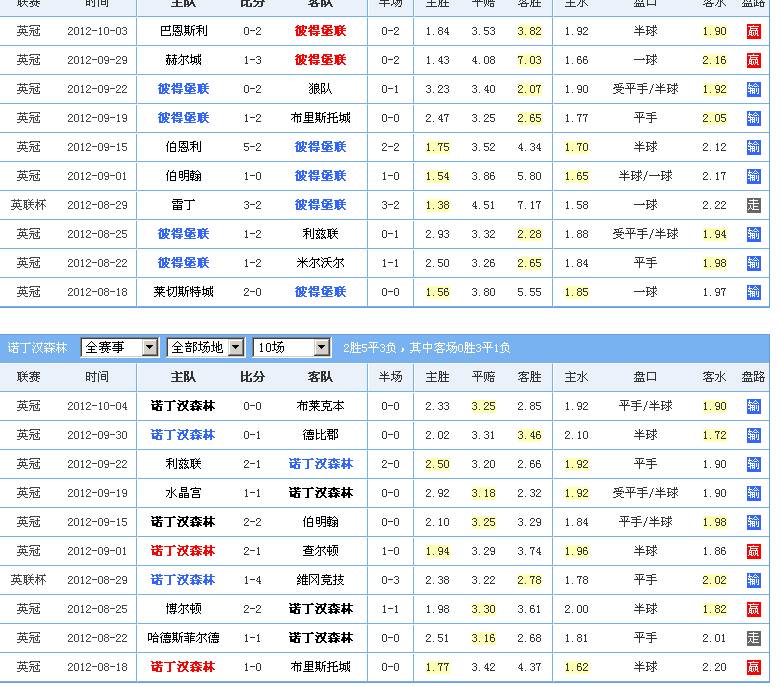 联赛 时间 主队 比分 客队 半场 主胜 平赔 客胜 主水 盘口 客水 盘路
英冠 2012-10-03 巴恩斯利 0-2 彼得堡联 0-2 1.84 3.53 3.82 1.92 半球 1.90 赢
英冠 2012-09-29 赫尔城 1-3 彼得堡联 0-2 1.43 4.08 7.03 1.66 一球 2.16 赢
英冠 2012-09-22 彼得堡联 0-2 狼队 0-1 3.23 3.40 2.07 1.90 受平手/半球 1.92 输
英冠 2012-09-19 彼得堡联 1-2 布里斯托城 0-0 2.47 3.25 2.65 1.77 平手 2.05 输
英冠 2012-09-15 伯恩利 5-2 彼得堡联 2-2 1.75 3.52 4.34 1.70 半球 2.12 输
英冠 2012-09-01 伯明翰 1-0 彼得堡联 1-0 1.54 3.86 5.80 1.65 半球/一球 2.17 输
英联杯 2012-08-29 雷丁 3-2 彼得堡联 3-2 1.38 4.51 7.17 1.58 一球 2.22 走
英冠 2012-08-25 彼得堡联 1-2 利兹联 0-1 2.93 3.32 2.28 1.88 受平手/半球 1.94 输
英冠 2012-08-22 彼得堡联 1-2 米尔沃尔 1-1 2.50 3.26 2.65 1.84 平手 1.98 输
英冠 2012-08-18 莱切斯特城 2-0 彼得堡联 0-0 1.56 3.80 5.55 1.85 一球 1.97 输
诺丁汉森林 全赛事 全部场地 10场 2胜5平3负，其中客场0胜3平1负
联赛 时间 主队 比分 客队 半场 主胜 平赔 客胜 主水 盘口 客水 盘路
英冠 2012-10-04 诺丁汉森林 0-0 布莱克本 0-0 2.33 3.25 2.85 1.92 平手/半球 1.90 输
英冠 2012-09-30 诺丁汉森林 0-1 德比郡 0-0 2.02 3.31 3.46 2.10 半球 1.72 输
英冠 2012-09-22 利兹联 2-1 诺丁汉森林 2-0 2.50 3.20 2.66 1.92 平手 1.90 输
英冠 2012-09-19 水晶宫 1-1 诺丁汉森林 0-0 2.92 3.18 2.32 1.92 受平手/半球 1.90 输
英冠 2012-09-15 诺丁汉森林 2-2 伯明翰 0-0 2.10 3.25 3.29 1.84 平手/半球 1.98 输
英冠 2012-09-01 诺丁汉森林 2-1 查尔顿 1-0 1.94 3.29 3.74 1.96 半球 1.86 赢
英联杯 2012-08-29 诺丁汉森林 1-4 维冈竞技 0-3 2.38 3.22 2.78 1.78 平手 2.02 输
英冠 2012-08-25 博尔顿 2-2 诺丁汉森林 1-1 1.98 3.30 3.61 2.00 半球 1.82 赢
英冠 2012-08-22 哈德斯菲尔德 1-1 诺丁汉森林 0-0 2.51 3.16 2.68 1.81 平手 2.01 走
英冠 2012-08-18 诺丁汉森林 1-0 布里斯托城 0-0 1.77 3.42 4.37 1.62 半球 2.20 赢